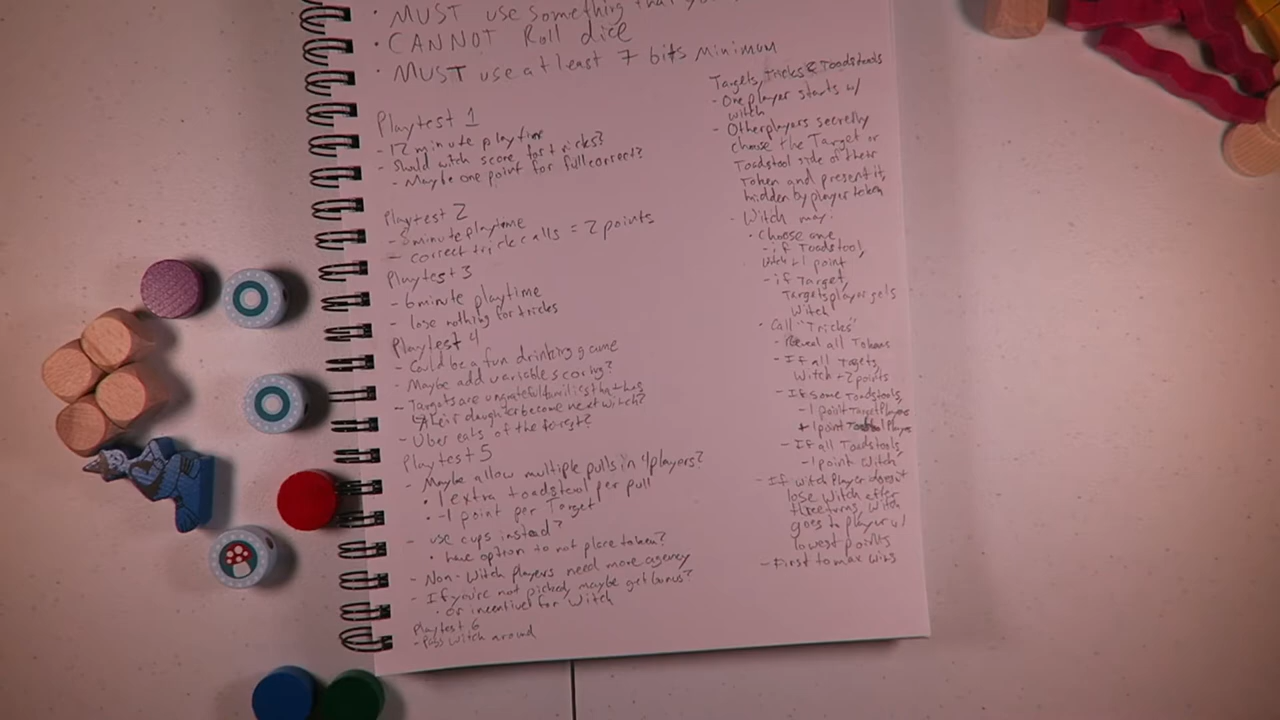 • MUST use something that
• CANNOT Roll dice
• MUST use at least 7 bits minimum
Playtest 1
- 12 minute playtime
- Should witch score for tricks?
- Maybe one point for full correct?
Playtest 2
- 5 minute playtime
- correct trick calls = 2 points
Playtest 3
- 6 minute playtime
- lose nothing for tricks
Playtest 4
- Could be a fun drinking game
- Maybe add variable scoring?
- Targets are ungrateful families that has
their daughter become next witch?
- Uber eats of the forest?
Playtest 5
- Maybe allow multiple pulls in 4 players?
• 1 extra toadstool per pull
• -1 point per Target
- use cups instead?
• have option to not place token?
- Non-Witch Players need more agency
- If you're not picked, maybe get bonus?
• or incentive for Witch
Playtest 6
- Pass witch around
Targets, Tricks & Toadstools
- One player starts w/
witch
- Other players secretly
choose the Target or
Toadstool side of their
Token and present it,
hidden by player token
- Witch may:
• Choose one
- if Toadstool,
witch +1 point
- if Target,
Targets player gets
Witch
• Call "Tricks"
- Reveal all Tokens
- If all Targets,
Witch +2 points
- If some Toadstools,
-1 point Target Players
+1 point Toadstool Players
- If all Toadstools,
-1 point Witch
- If witch Player doesn't
lose Witch after
three turns, Witch
goes to player w/
lowest points
- First to max wins